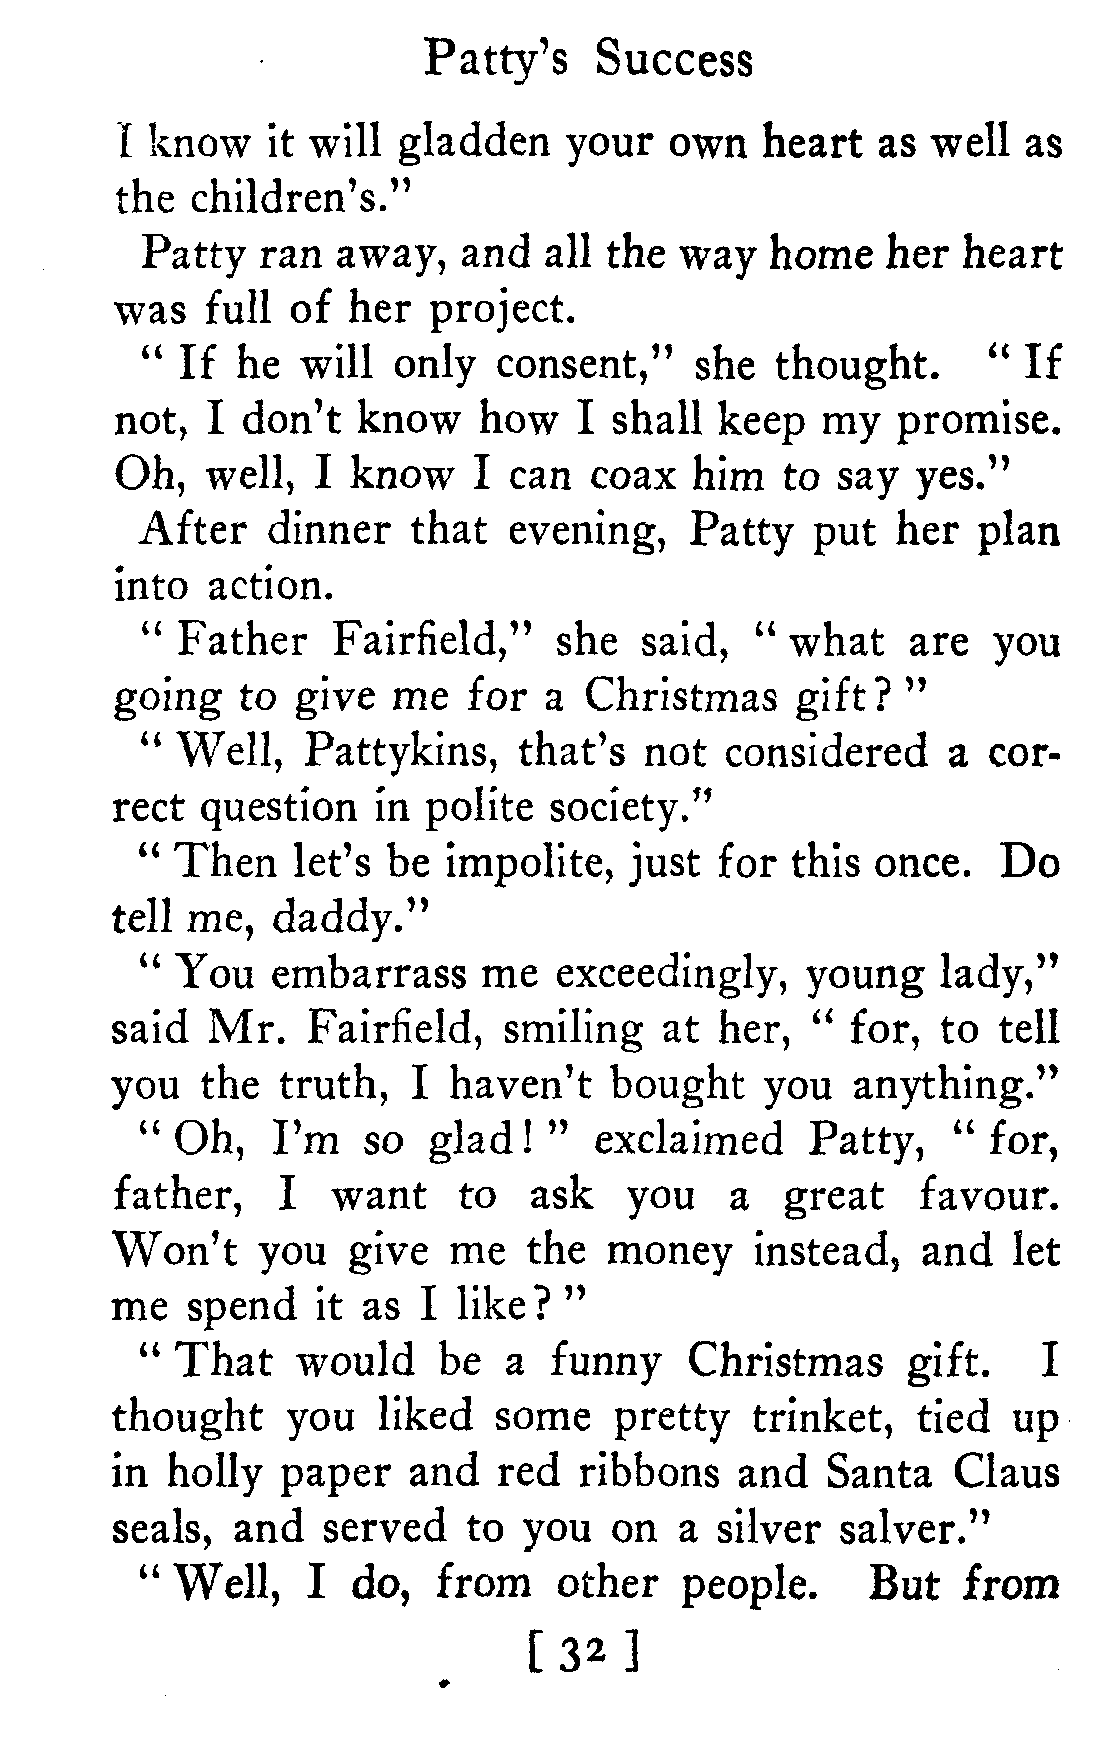 Patty's Success
I know it will gladden your own heart as well as
the children's."
Patty ran away, and all the way home her heart
was full of her project.
" If he will only consent," she thought. " If
not, I don't know how I shall keep my promise.
Oh, well, I know I can coax him to say yes."
After dinner that evening, Patty put her plan
into action.
" Father Fairfield," she said, " what are you
going to give me for a Christmas gift? "
" Well, Pattykins, that's not considered a cor-
rect question in polite society."
" Then let's be impolite, just for this once. Do
tell me, daddy."
" You embarrass me exceedingly, young lady,"
said Mr. Fairfield, smiling at her, " for, to tell
you the truth, I haven't bought you anything."
" Oh, I'm so glad! " exclaimed Patty, " for,
father, I want to ask you a great favour.
Won't you give me the money instead, and let
me spend it as I like? "
" That would be a funny Christmas gift. I
thought you liked some pretty trinket, tied up
in holly paper and red ribbons and Santa Claus
seals, and served to you on a silver salver."
" Well, I do, from other people. But from
[ 32 ]